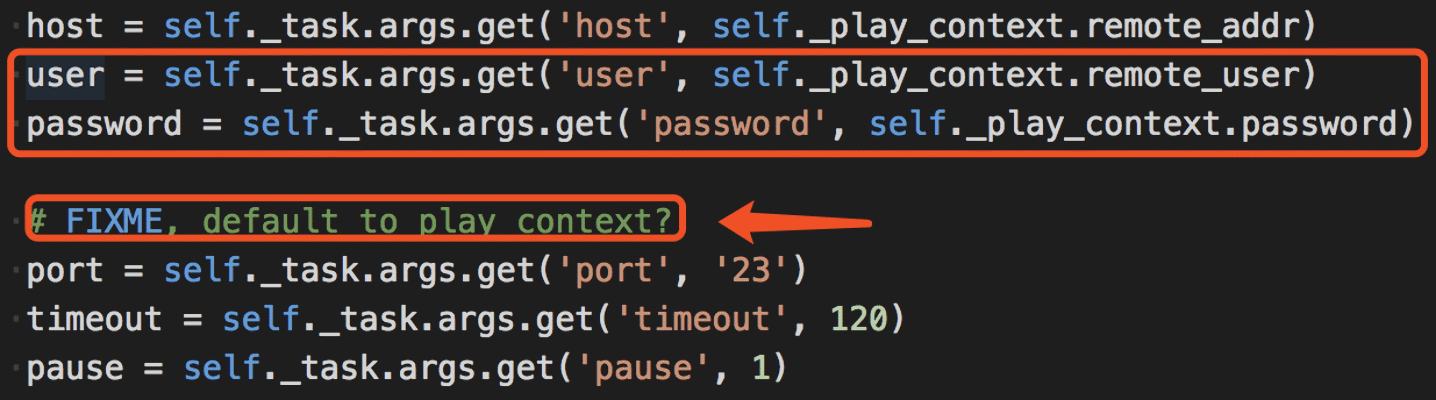 host = self._task.args.get('host', self._play_context.remote_addr)
user = self._task.args.get('user', self._play_context.remote_user)
password = self._task.args.get('password', self._play_context.password)
# FIXME, default to play context?
port = self._task.args.get('port', '23')
timeout = self._task.args.get('timeout', 120)
pause = self._task.args.get('pause', 1)